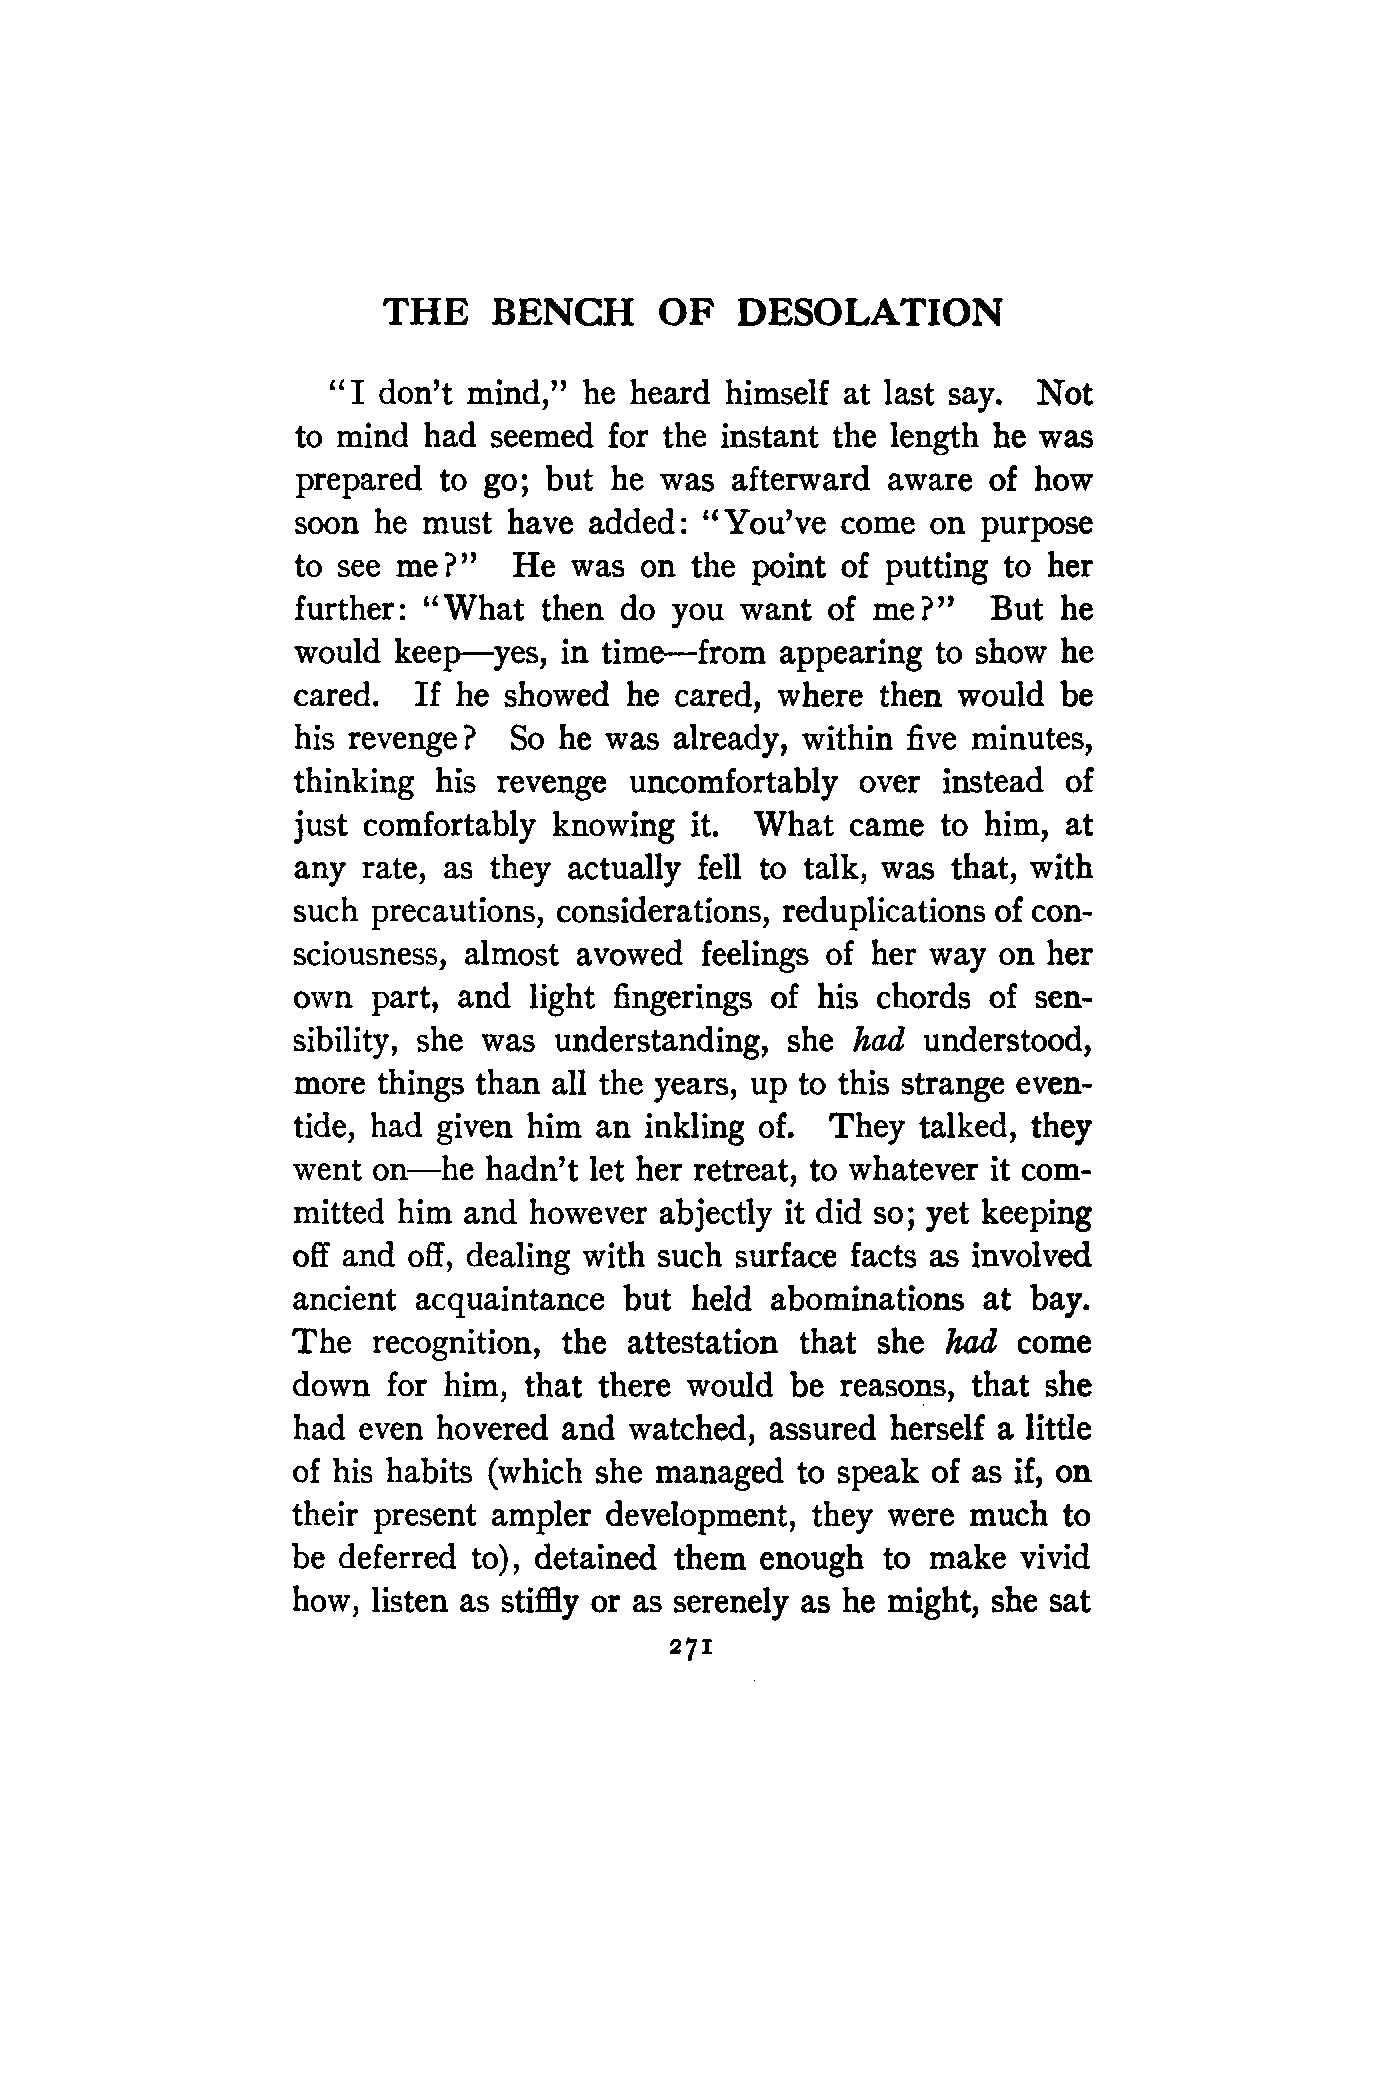 THE BENCH OF DESOLATION
"I don't mind," he heard himself at last say. Not
to mind had seemed for the instant the length he was
prepared to go; but he was afterward aware of how
soon he must have added: "You've come on purpose
to see me?" He was on the point of putting to her
further: "What then do you want of me?" But he
would keep—yes, in time—from appearing to show he
cared. If he showed he cared, where then would be
his revenge? So he was already, within five minutes,
thinking his revenge uncomfortably over instead of
just comfortably knowing it. What came to him, at
any rate, as they actually fell to talk, was that, with
such precautions, considerations, reduplications of con-
sciousness, almost avowed feelings of her way on her
own part, and light fingerings of his chords of sen-
sibility, she was understanding, she had understood,
more things than all the years, up to this strange even-
tide, had given him an inkling of. They talked, they
went on—he hadn't let her retreat, to whatever it com-
mitted him and however abjectly it did so; yet keeping
off and off, dealing with such surface facts as involved
ancient acquaintance but held abominations at bay.
The recognition, the attestation that she had come
down for him, that there would be reasons, that she
had even hovered and watched, assured herself a little
of his habits (which she managed to speak of as if, on
their present ampler development, they were much to
be deferred to), detained them enough to make vivid
how, listen as stiffly or as serenely as he might, she sat
271